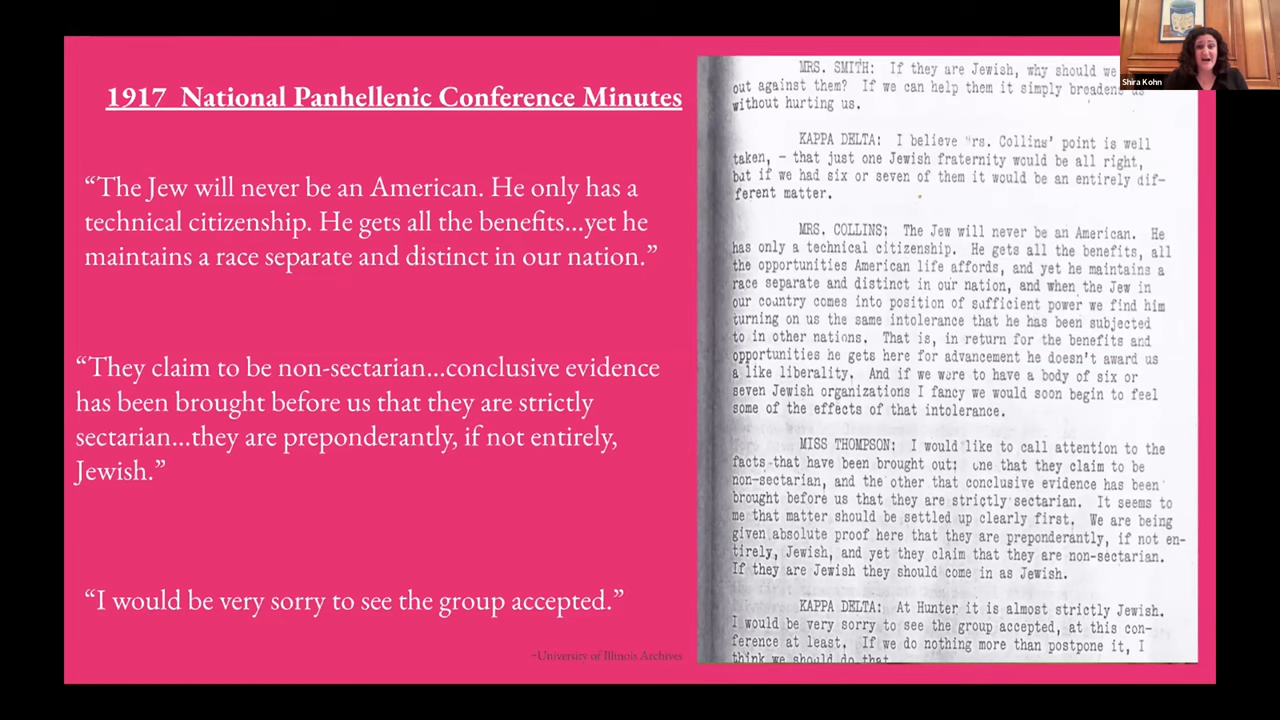 1917 National Panhellenic Conference Minutes
“The Jew will never be an American. He only has a
technical citizenship. He gets all the benefits...yet he
maintains a race separate and distinct in our nation.”
“They claim to be non-sectarian...conclusive evidence
has been brought before us that they are strictly
sectarian...they are preponderantly, if not entirely,
Jewish.”
“I would be very sorry to see the group accepted.”
~University of Illinois Archives
MRS. SMITH: If they are Jewish, why should we
out against them? If we can help them it simply broadens us
without hurting us.
KAPPA DELTA: I believe Mrs. Collins' point is well
taken, - that just one Jewish fraternity would be all right,
but if we had six or seven of them it would be an entirely dif-
ferent matter.
MRS. COLLINS: The Jew will never be an American. He
has only a technical citizenship. He gets all the benefits, all
the opportunities American life affords, and yet he maintains a
race separate and distinct in our nation, and when the Jew in
our country comes into position of sufficient power we find him
turning on us the same intolerance that he has been subjected
to in other nations. That is, in return for the benefits and
opportunities he gets here for advancement he doesn't award us
a like liberality. And if we were to have a body of six or
seven Jewish organizations I fancy we would soon begin to feel
some of the effects of that intolerance.
MISS THOMPSON: I would like to call attention to the
facts that have been brought out: one that they claim to be
non-sectarian, and the other that conclusive evidence has been
brought before us that they are strictly sectarian. It seems to
me that matter should be settled up clearly first. We are being
given absolute proof here that they are preponderantly, if not en-
tirely, Jewish, and yet they claim that they are non-sectarian.
If they are Jewish they should come in as Jewish.
KAPPA DELTA: At Hunter it is almost strictly Jewish.
I would be very sorry to see the group accepted, at this con-
ference at least. If we do nothing more than postpone it, I
think we should do that
Shira Kohn